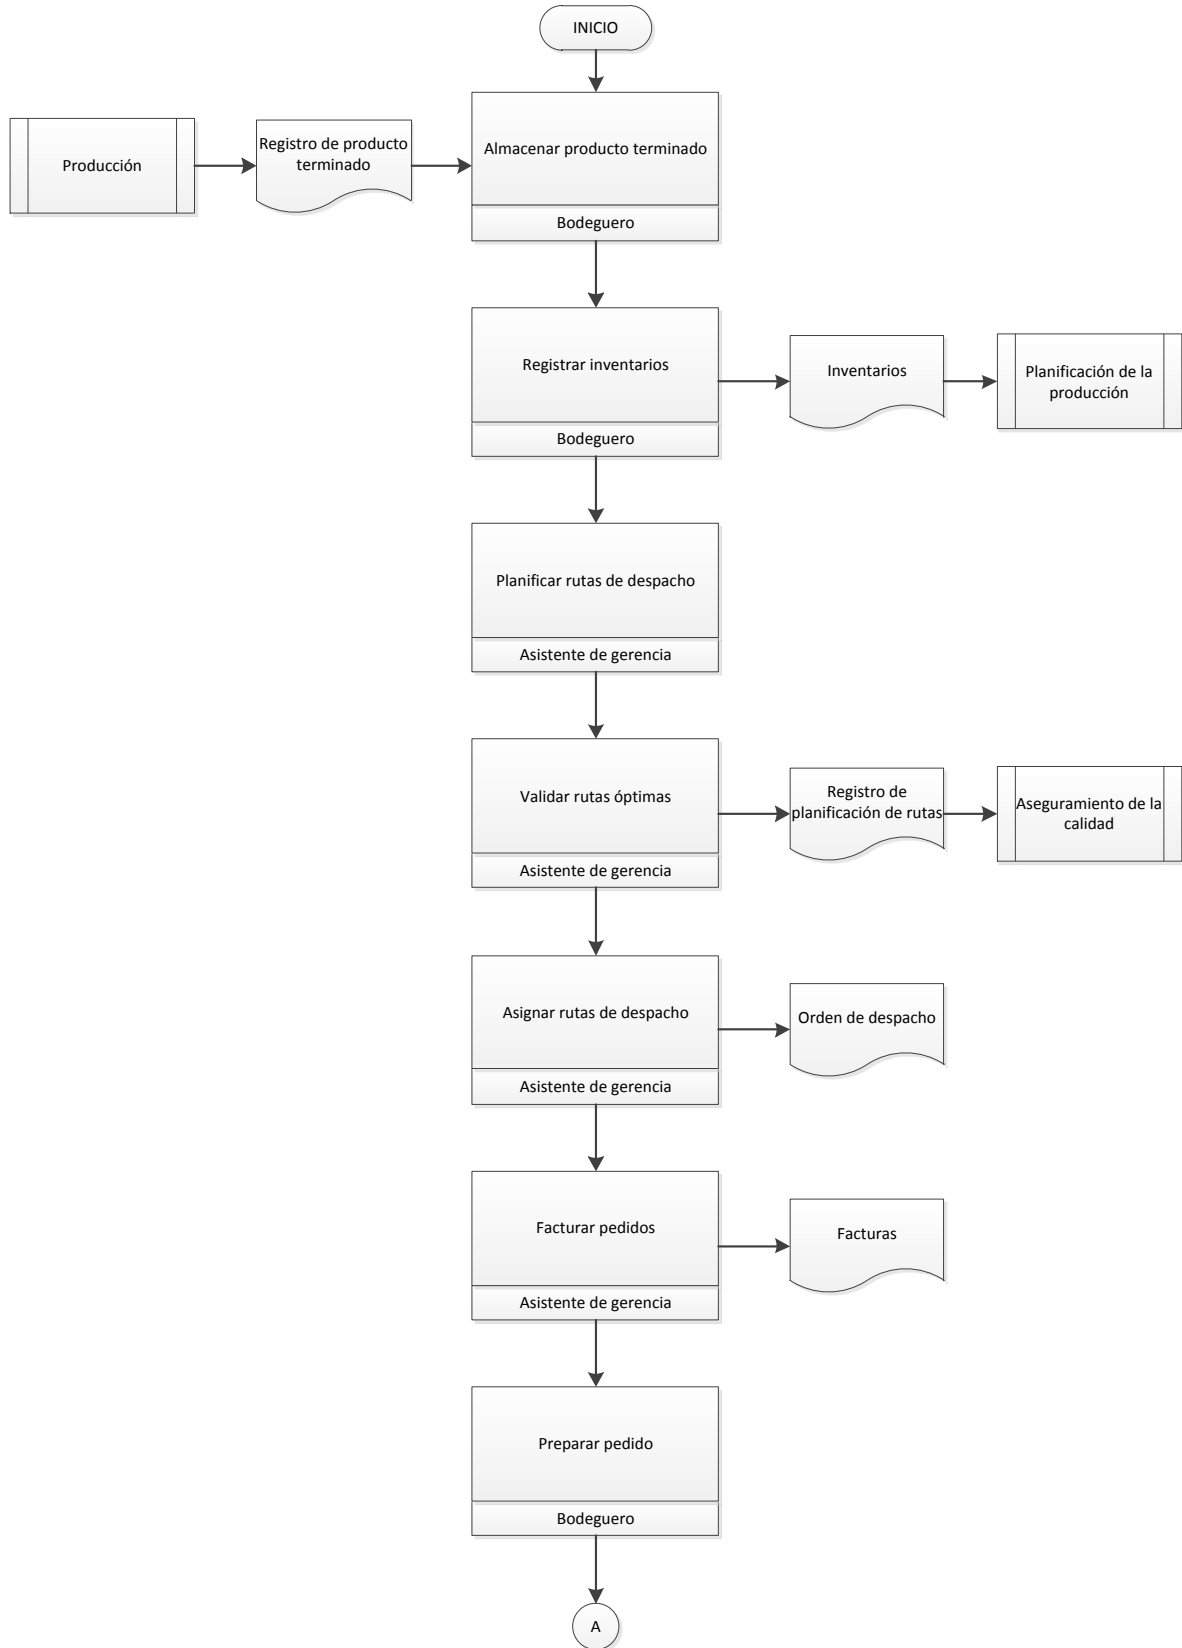 INICIO
Producción
Registro de producto
terminado
Almacenar producto terminado
Bodeguero
Registrar inventarios
Bodeguero
Inventarios
Planificación de la
producción
Planificar rutas de despacho
Asistente de gerencia
Validar rutas óptimas
Asistente de gerencia
Registro de
planificación de rutas
Aseguramiento de la
calidad
Asignar rutas de despacho
Asistente de gerencia
Orden de despacho
Facturar pedidos
Asistente de gerencia
Facturas
Preparar pedido
Bodeguero
A